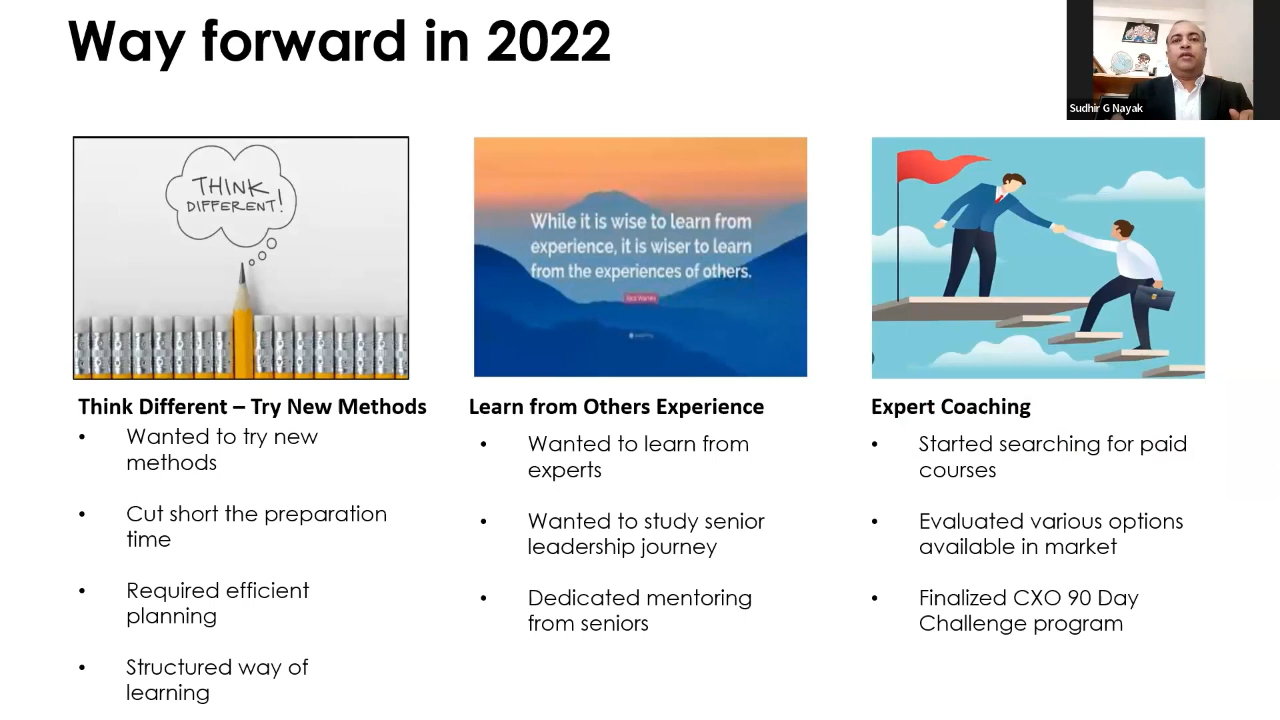 Way forward in 2022
Sudhir G Nayak
THINK
DIFFERENT!
While it is wise to learn from
experience, it is wiser to learn
from the experiences of others.
Think Different – Try New Methods
• Wanted to try new
methods
• Cut short the preparation
time
• Required efficient
planning
• Structured way of
learning
Learn from Others Experience
• Wanted to learn from
experts
• Wanted to study senior
leadership journey
• Dedicated mentoring
from seniors
Expert Coaching
• Started searching for paid
courses
• Evaluated various options
available in market
• Finalized CXO 90 Day
Challenge program